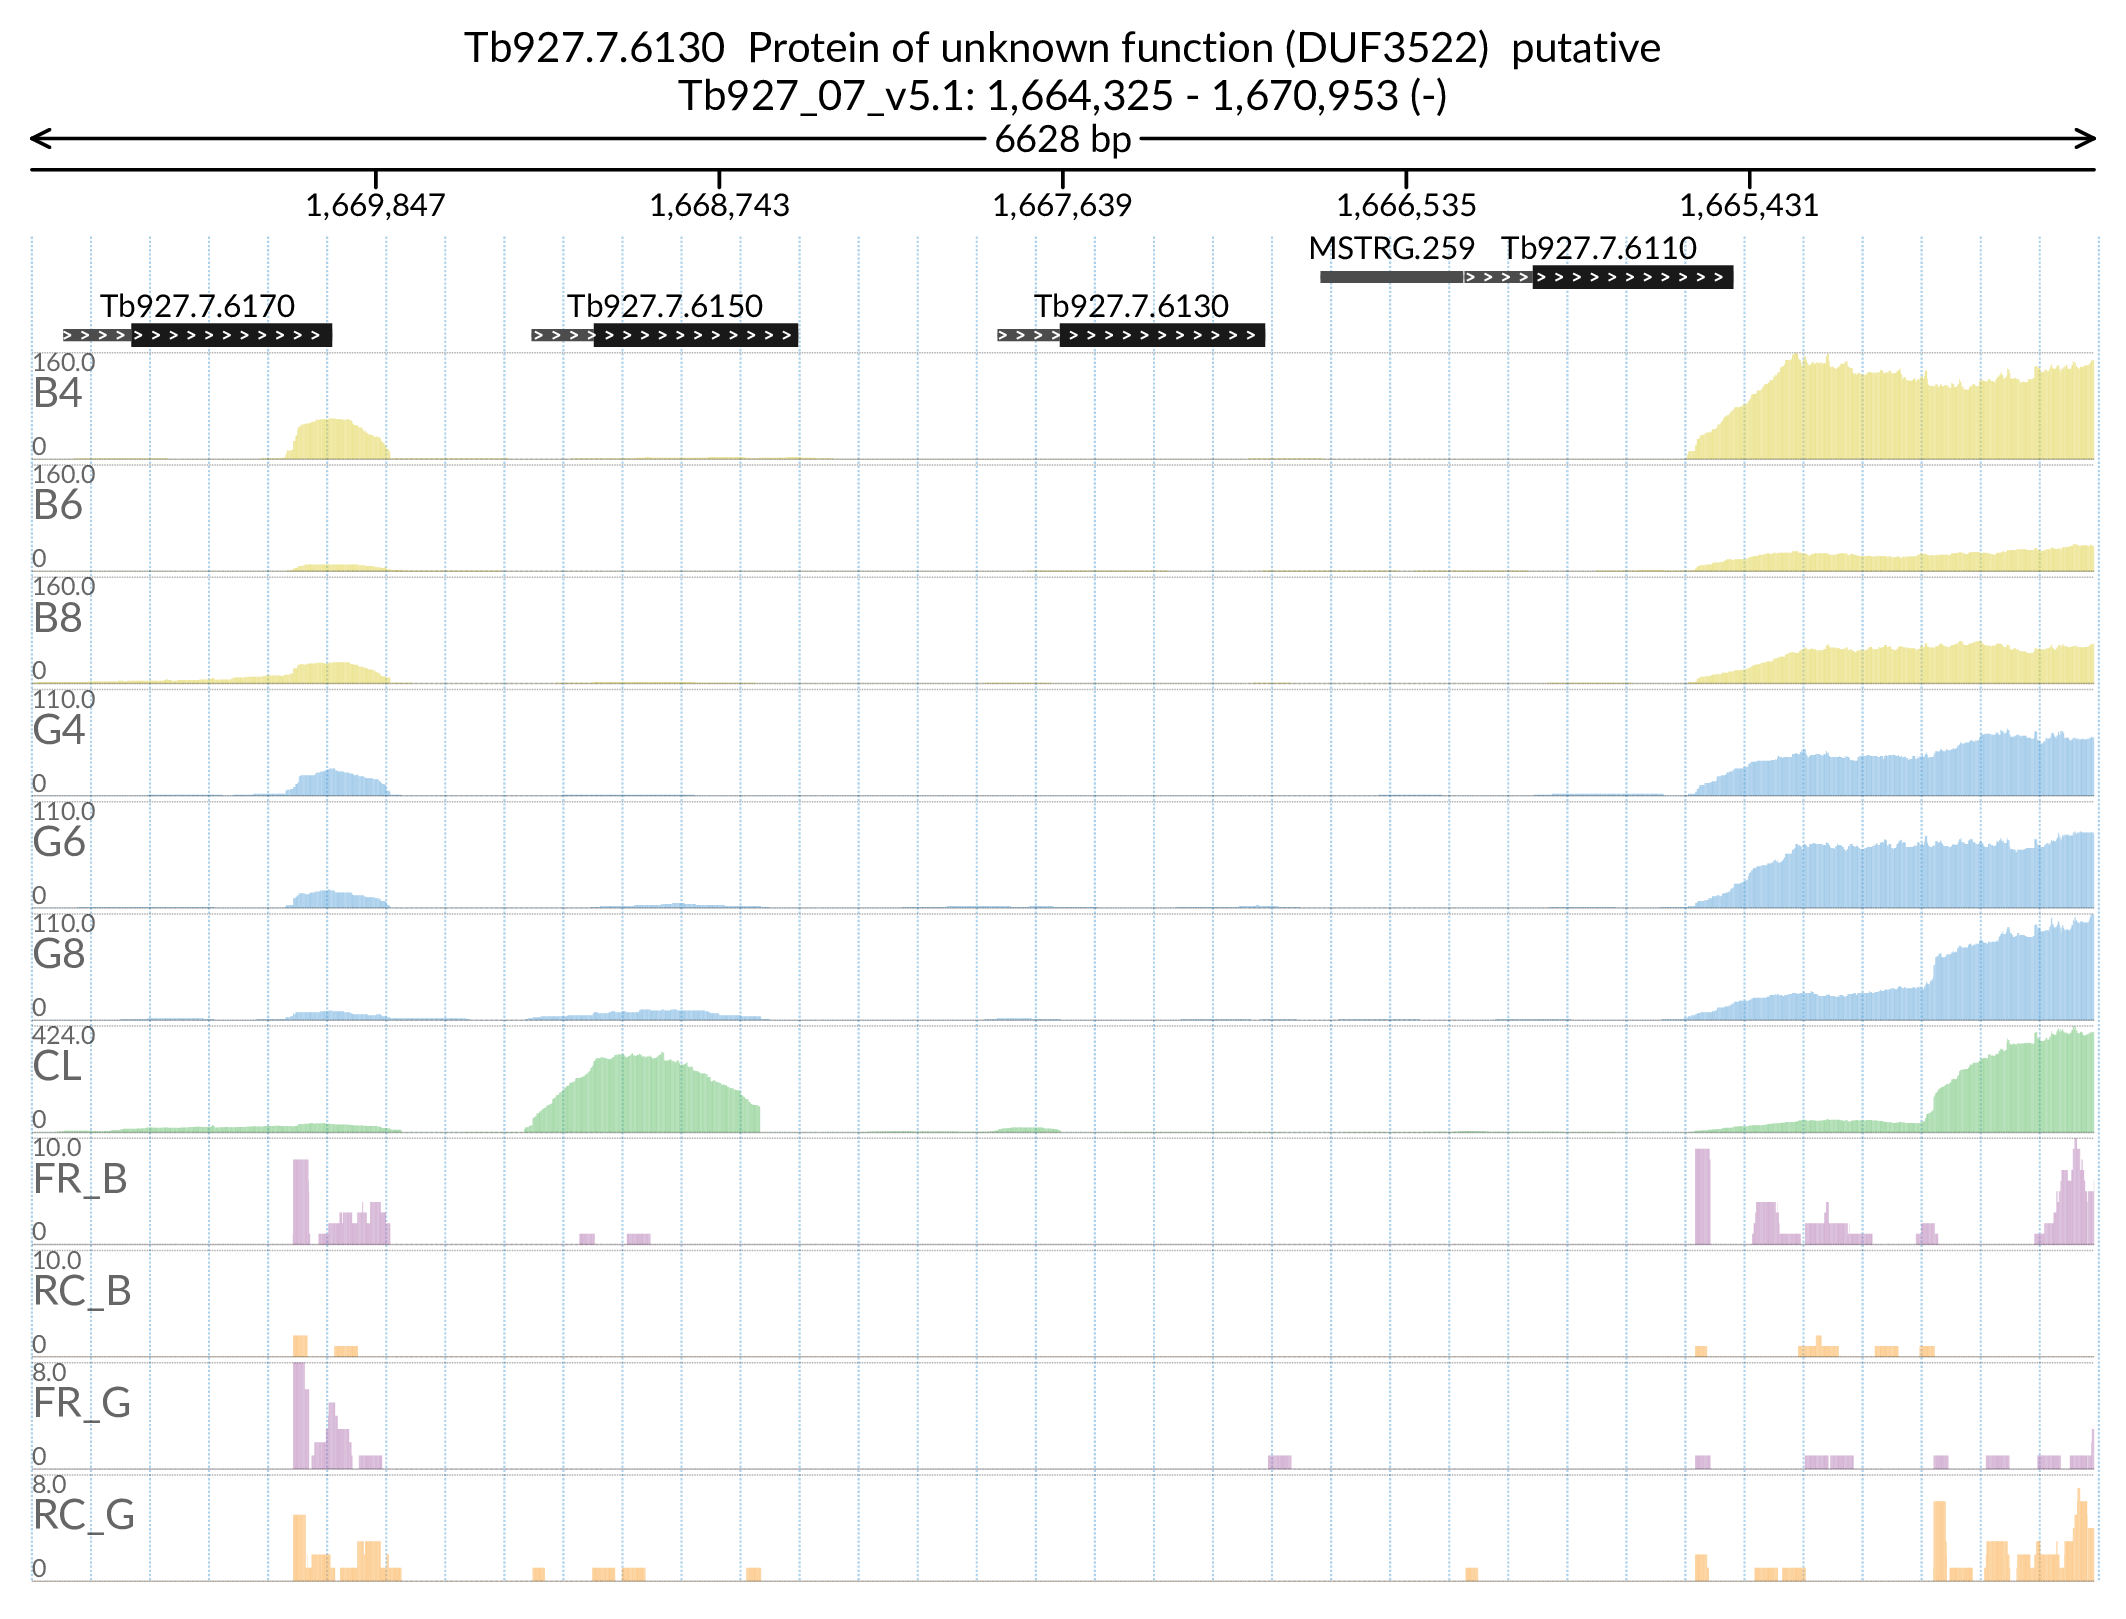 Tb927.7.6130  Protein of unknown function (DUF3522)  putative
Tb927_07_v5.1: 1,664,325 - 1,670,953 (-)
6628 bp
1,669,847 1,668,743 1,667,639 1,666,535 1,665,431
MSTRG.259 Tb927.7.6110
Tb927.7.6170 Tb927.7.6150 Tb927.7.6130
160.0
B4
0
160.0
B6
0
160.0
B8
0
110.0
G4
0
110.0
G6
0
110.0
G8
0
424.0
CL
0
10.0
FR_B
0
10.0
RC_B
0
8.0
FR_G
0
8.0
RC_G
0